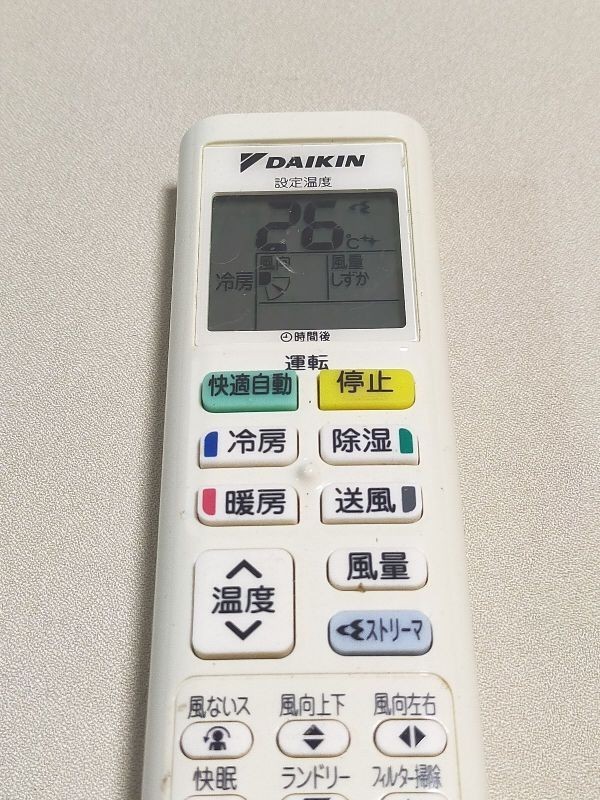 DAIKIN
設定温度
26℃
風向 風量
冷房 しずか
時間後
運転
快適自動 停止
冷房 除湿
暖房 送風
温度 風量
ストリーマ
風ないス 風向上下 風向左右
快眠 ランドリー フィルター掃除